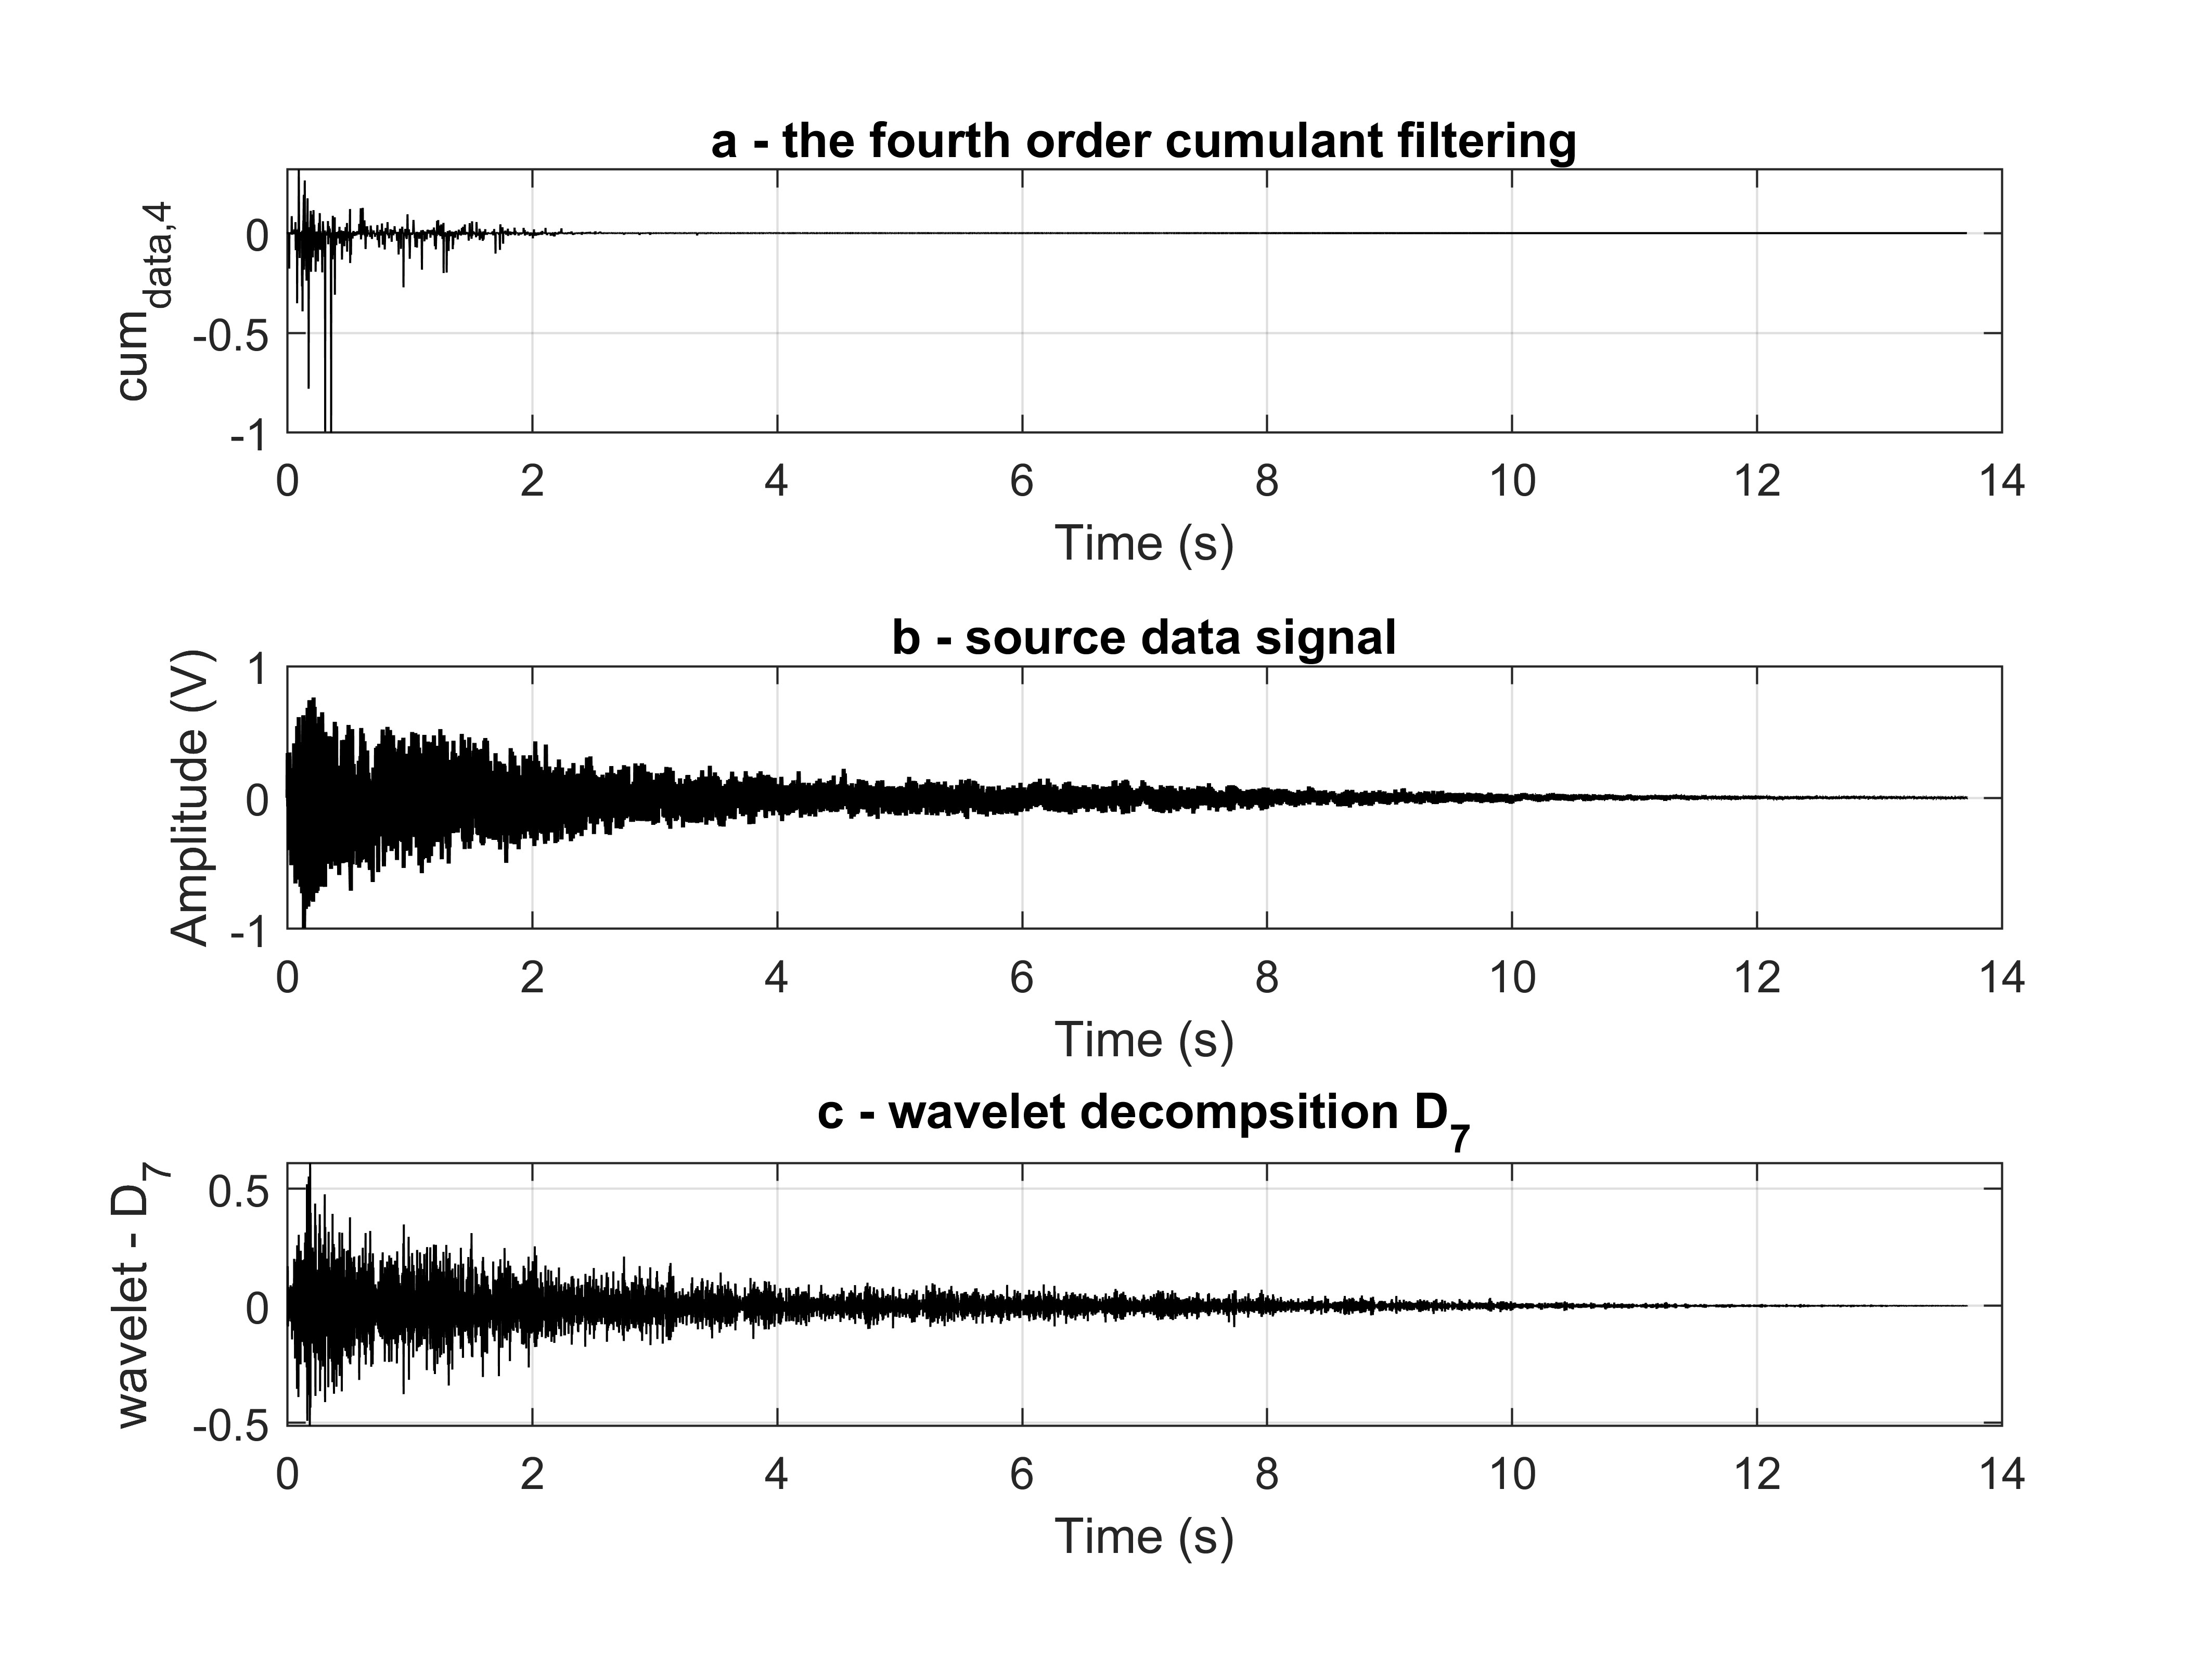 a - the fourth order cumulant filtering
cum_data,4
0
-0.5
-1
0 2 4 6 8 10 12 14
Time (s)
b - source data signal
Amplitude (V)
1
0
-1
0 2 4 6 8 10 12 14
Time (s)
c - wavelet decompsition D_7
wavelet - D_7
0.5
0
-0.5
0 2 4 6 8 10 12 14
Time (s)